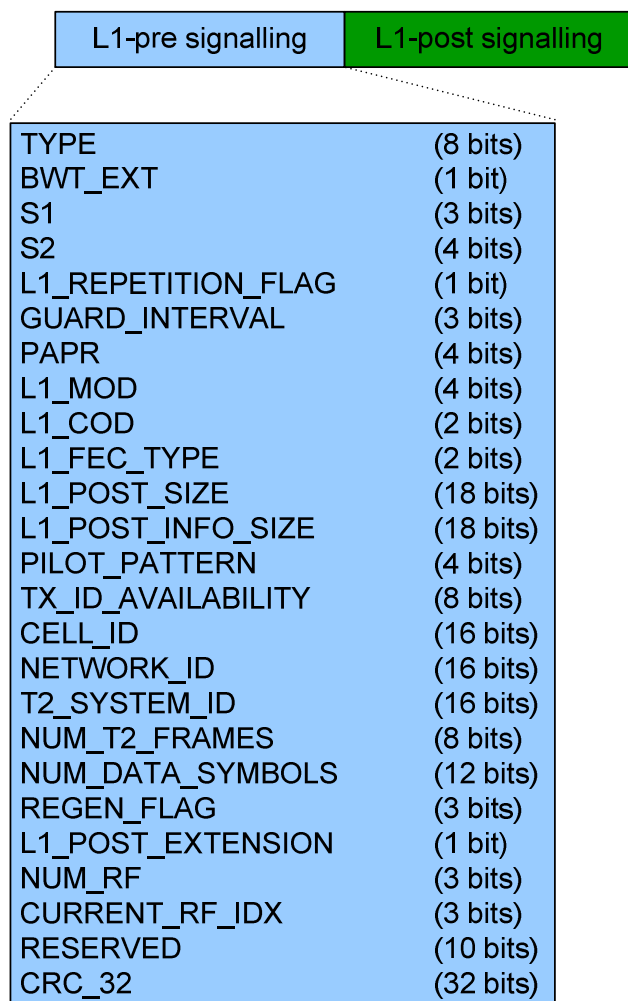 L1-pre signalling L1-post signalling
TYPE (8 bits)
BWT_EXT (1 bit)
S1 (3 bits)
S2 (4 bits)
L1_REPETITION_FLAG (1 bit)
GUARD_INTERVAL (3 bits)
PAPR (4 bits)
L1_MOD (4 bits)
L1_COD (2 bits)
L1_FEC_TYPE (2 bits)
L1_POST_SIZE (18 bits)
L1_POST_INFO_SIZE (18 bits)
PILOT_PATTERN (4 bits)
TX_ID_AVAILABILITY (8 bits)
CELL_ID (16 bits)
NETWORK_ID (16 bits)
T2_SYSTEM_ID (16 bits)
NUM_T2_FRAMES (8 bits)
NUM_DATA_SYMBOLS (12 bits)
REGEN_FLAG (3 bits)
L1_POST_EXTENSION (1 bit)
NUM_RF (3 bits)
CURRENT_RF_IDX (3 bits)
RESERVED (10 bits)
CRC_32 (32 bits)